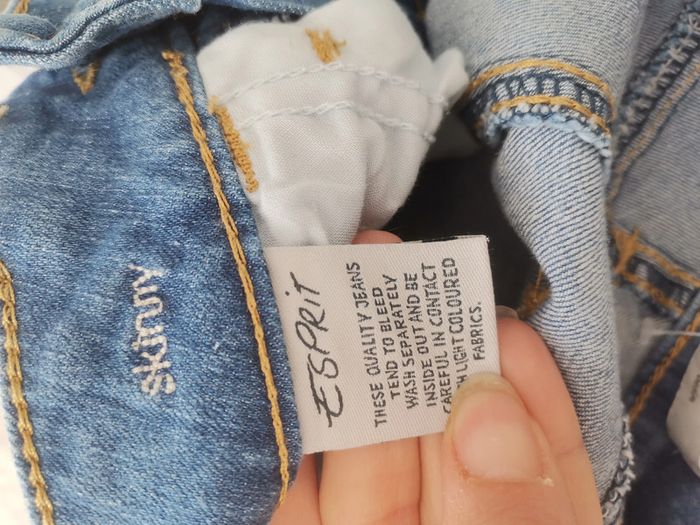 skinny
ESPRIT
THESE QUALITY JEANS
TEND TO BLEED
WASH SEPARATELY
INSIDE OUT AND BE
CAREFUL IN CONTACT
LIGHT COLOURED
FABRICS.